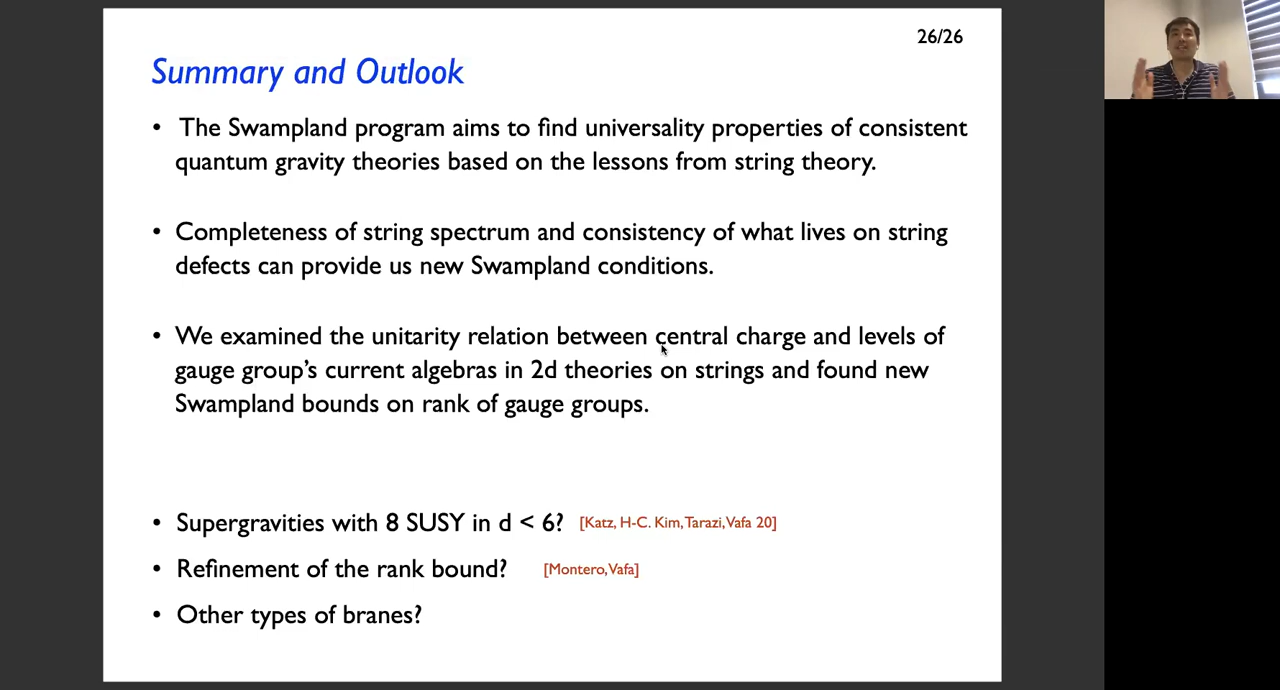 26/26
Summary and Outlook
• The Swampland program aims to find universality properties of consistent
quantum gravity theories based on the lessons from string theory.
• Completeness of string spectrum and consistency of what lives on string
defects can provide us new Swampland conditions.
• We examined the unitarity relation between central charge and levels of
gauge group's current algebras in 2d theories on strings and found new
Swampland bounds on rank of gauge groups.
• Supergravities with 8 SUSY in d < 6? [Katz, H-C. Kim, Tarazi, Vafa 20]
• Refinement of the rank bound? [Montero, Vafa]
• Other types of branes?